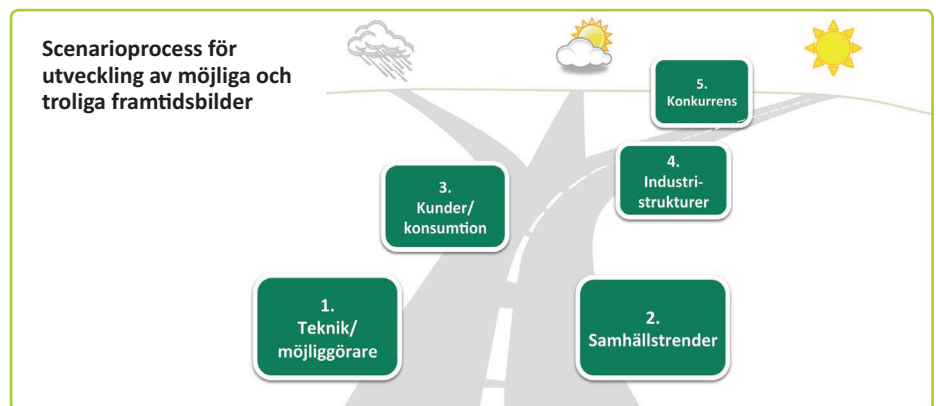 Scenarioprocess för
utveckling av möjliga och
troliga framtidsbilder
1.
Teknik/
möjliggörare
2.
Samhällstrender
3.
Kunder/
konsumtion
4.
Industri-
strukturer
5.
Konkurrens